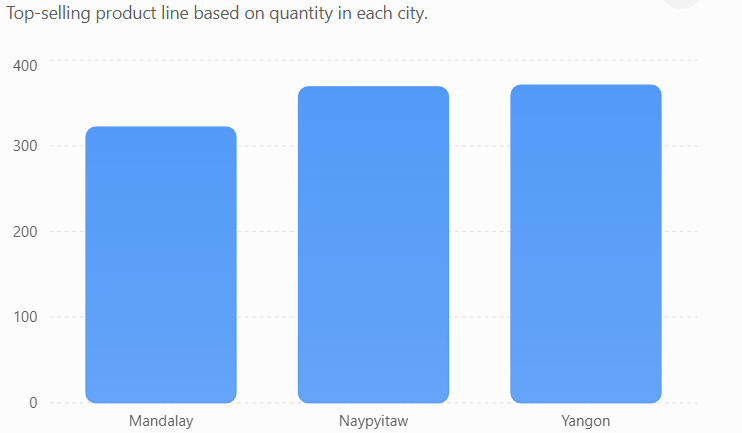 Top-selling product line based on quantity in each city.
400
300
200
100
0
Mandalay Naypyitaw Yangon